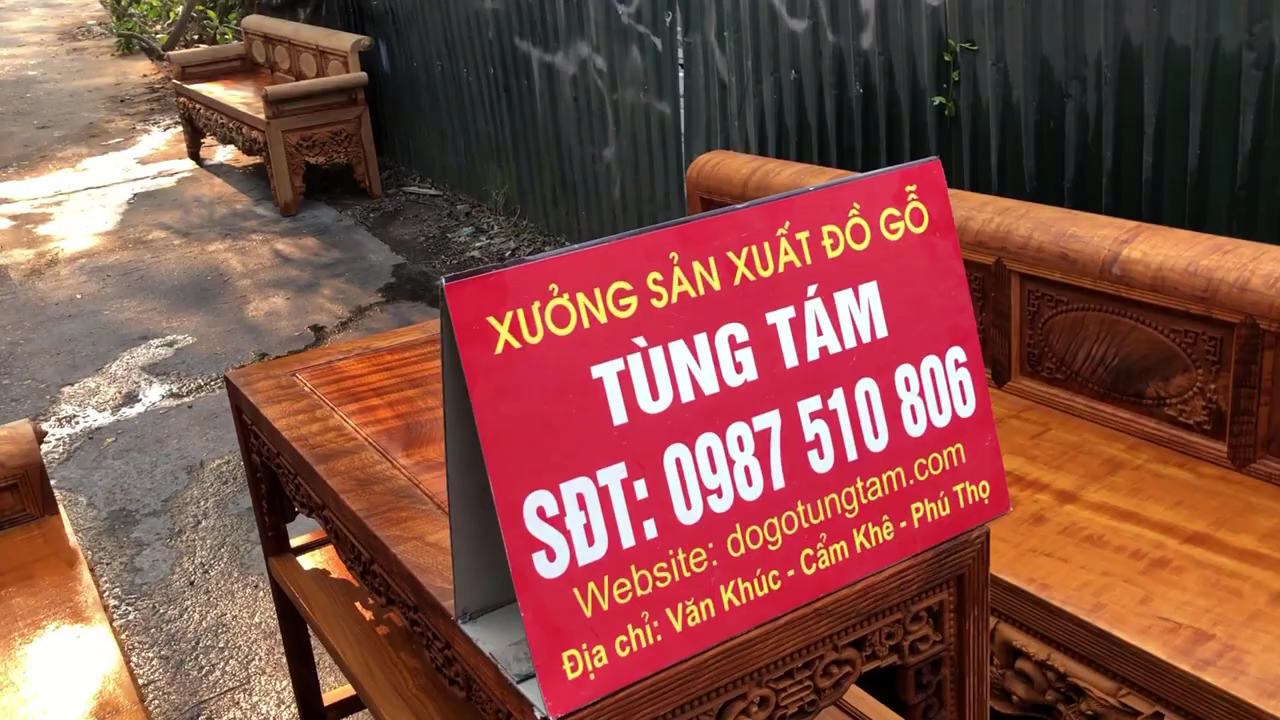 XƯỞNG SẢN XUẤT ĐỒ GỖ
TÙNG TÁM
SĐT: 0987 510 806
Website: dogotungtam.com
Địa chỉ: Văn Khúc - Cẩm Khê - Phú Thọ